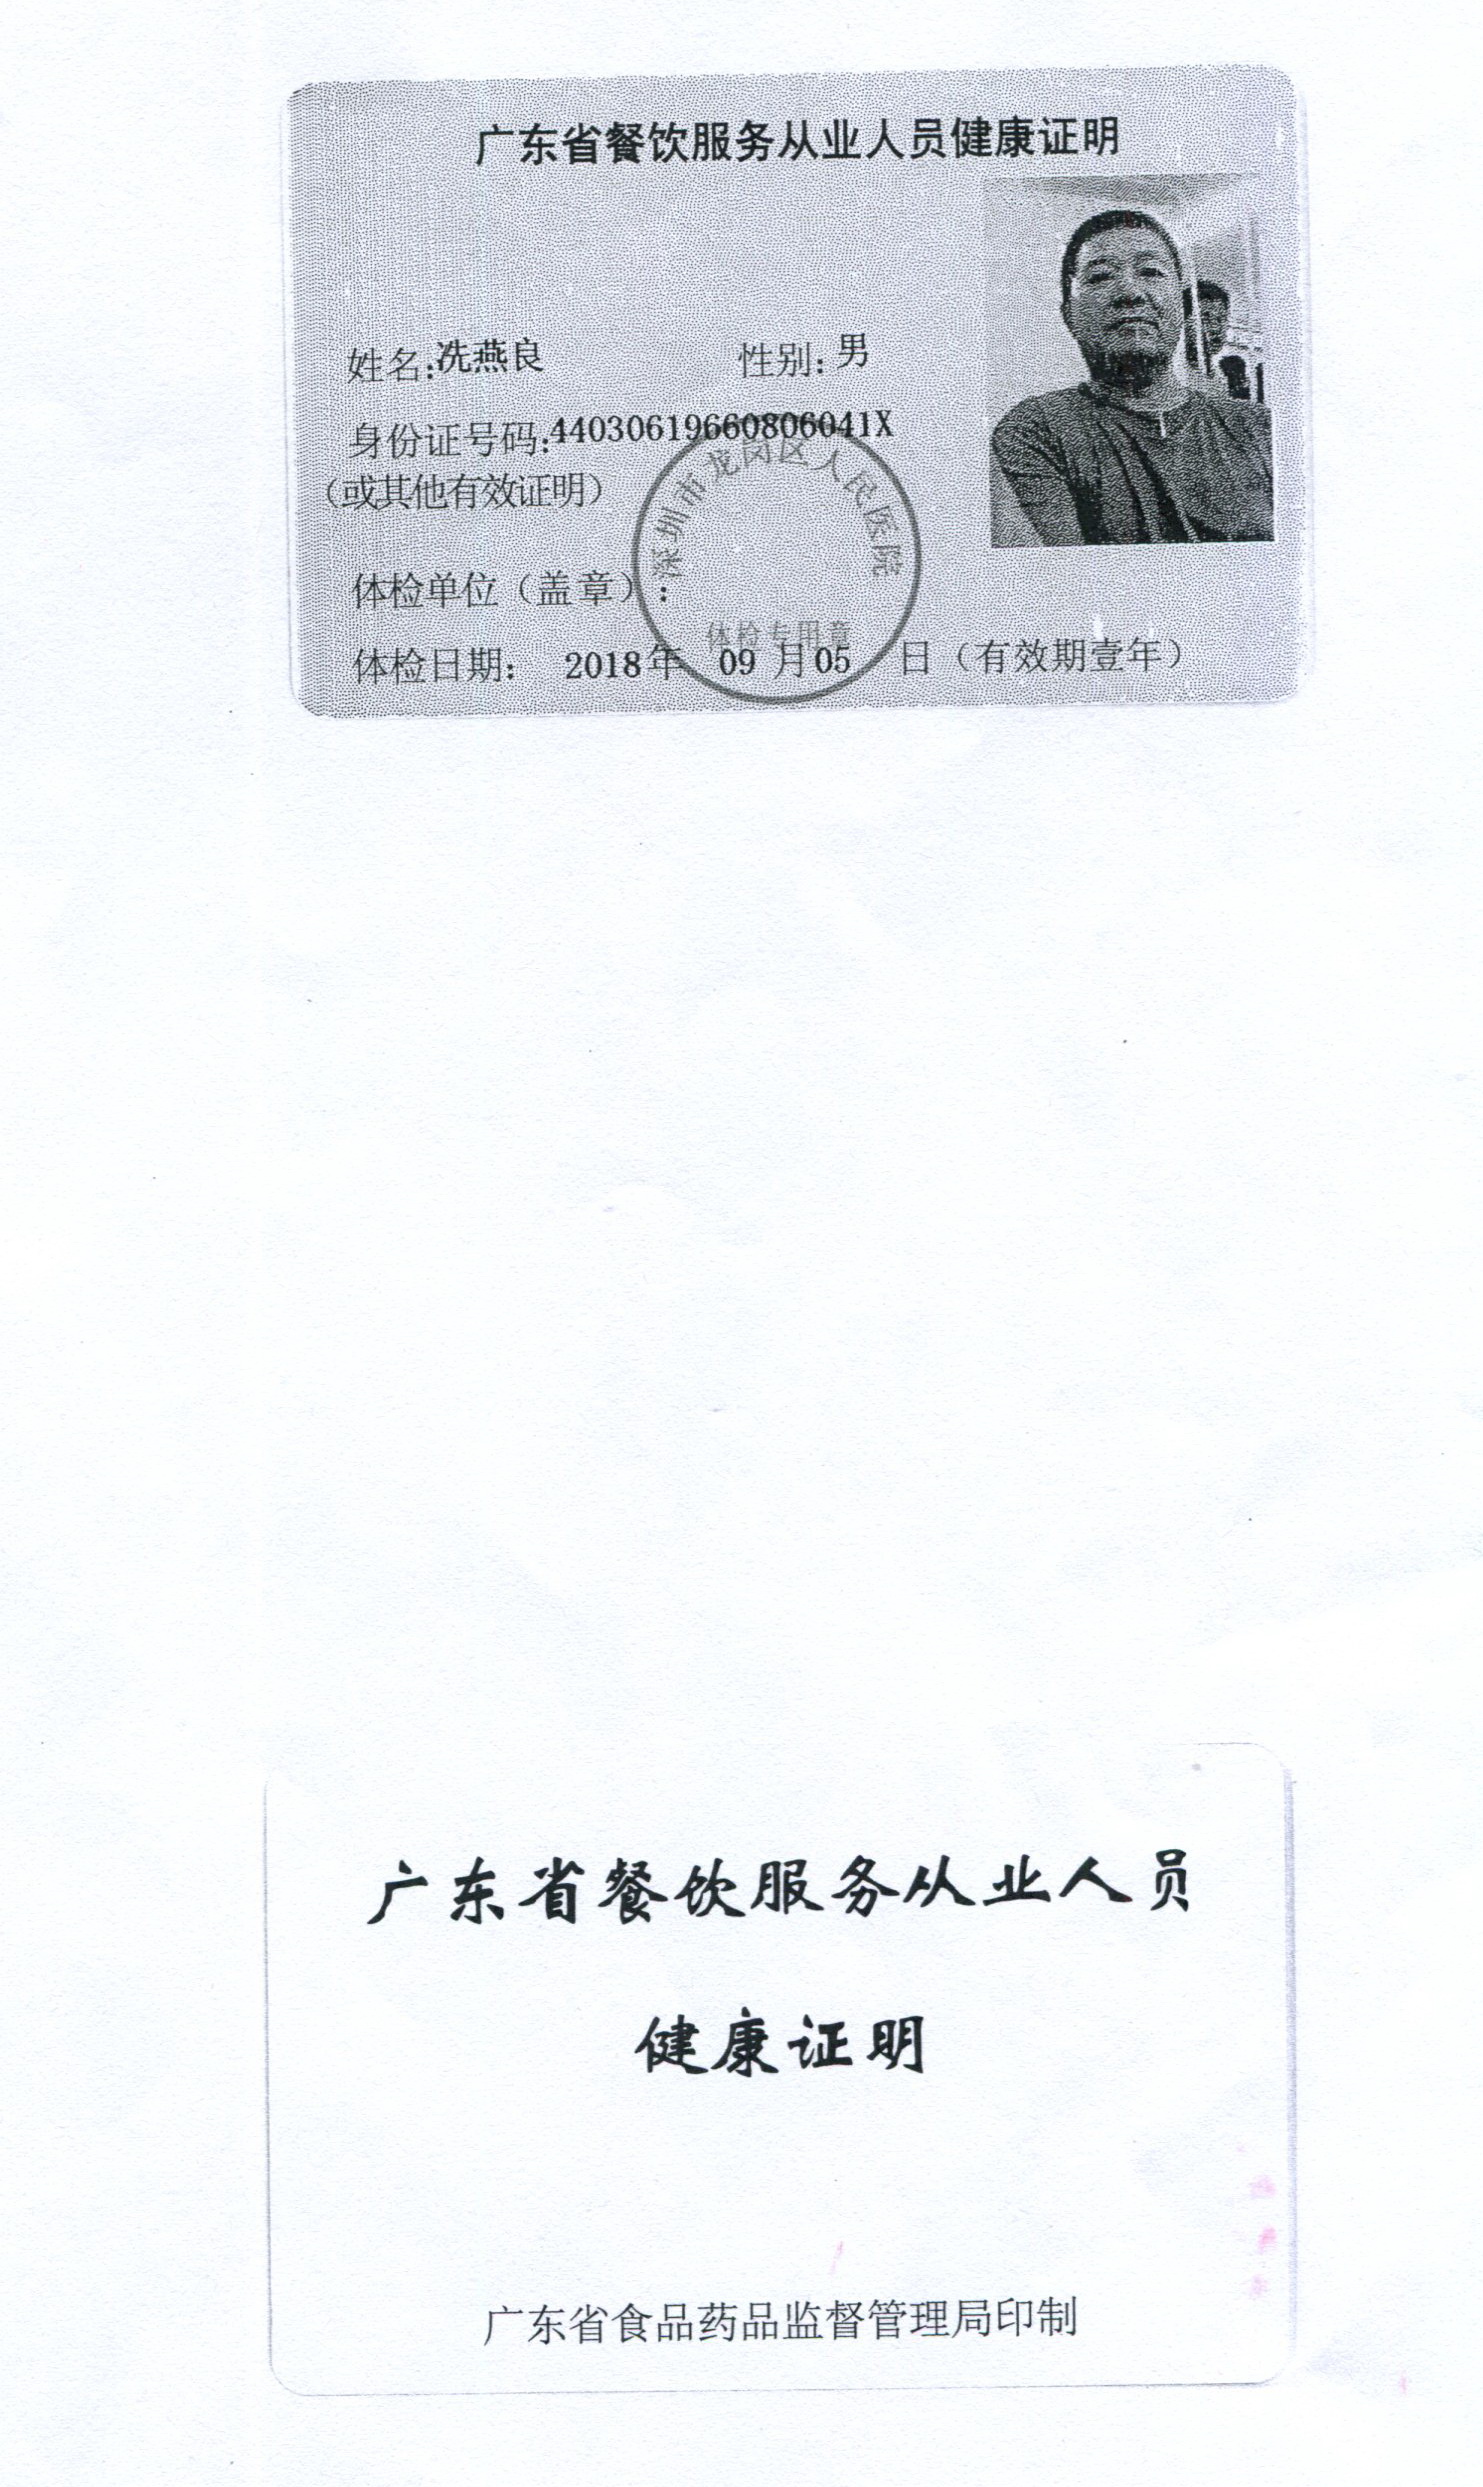 广东省餐饮服务从业人员健康证明
姓名:冼燕良 性别:男
身份证号码:44030619660806041X
(或其他有效证明)
深圳市龙岗区人民医院
体检单位(盖章):
体检专用章
体检日期: 2018年 09 月05 日(有效期壹年)
广东省餐饮服务从业人员
健康证明
广东省食品药品监督管理局印制